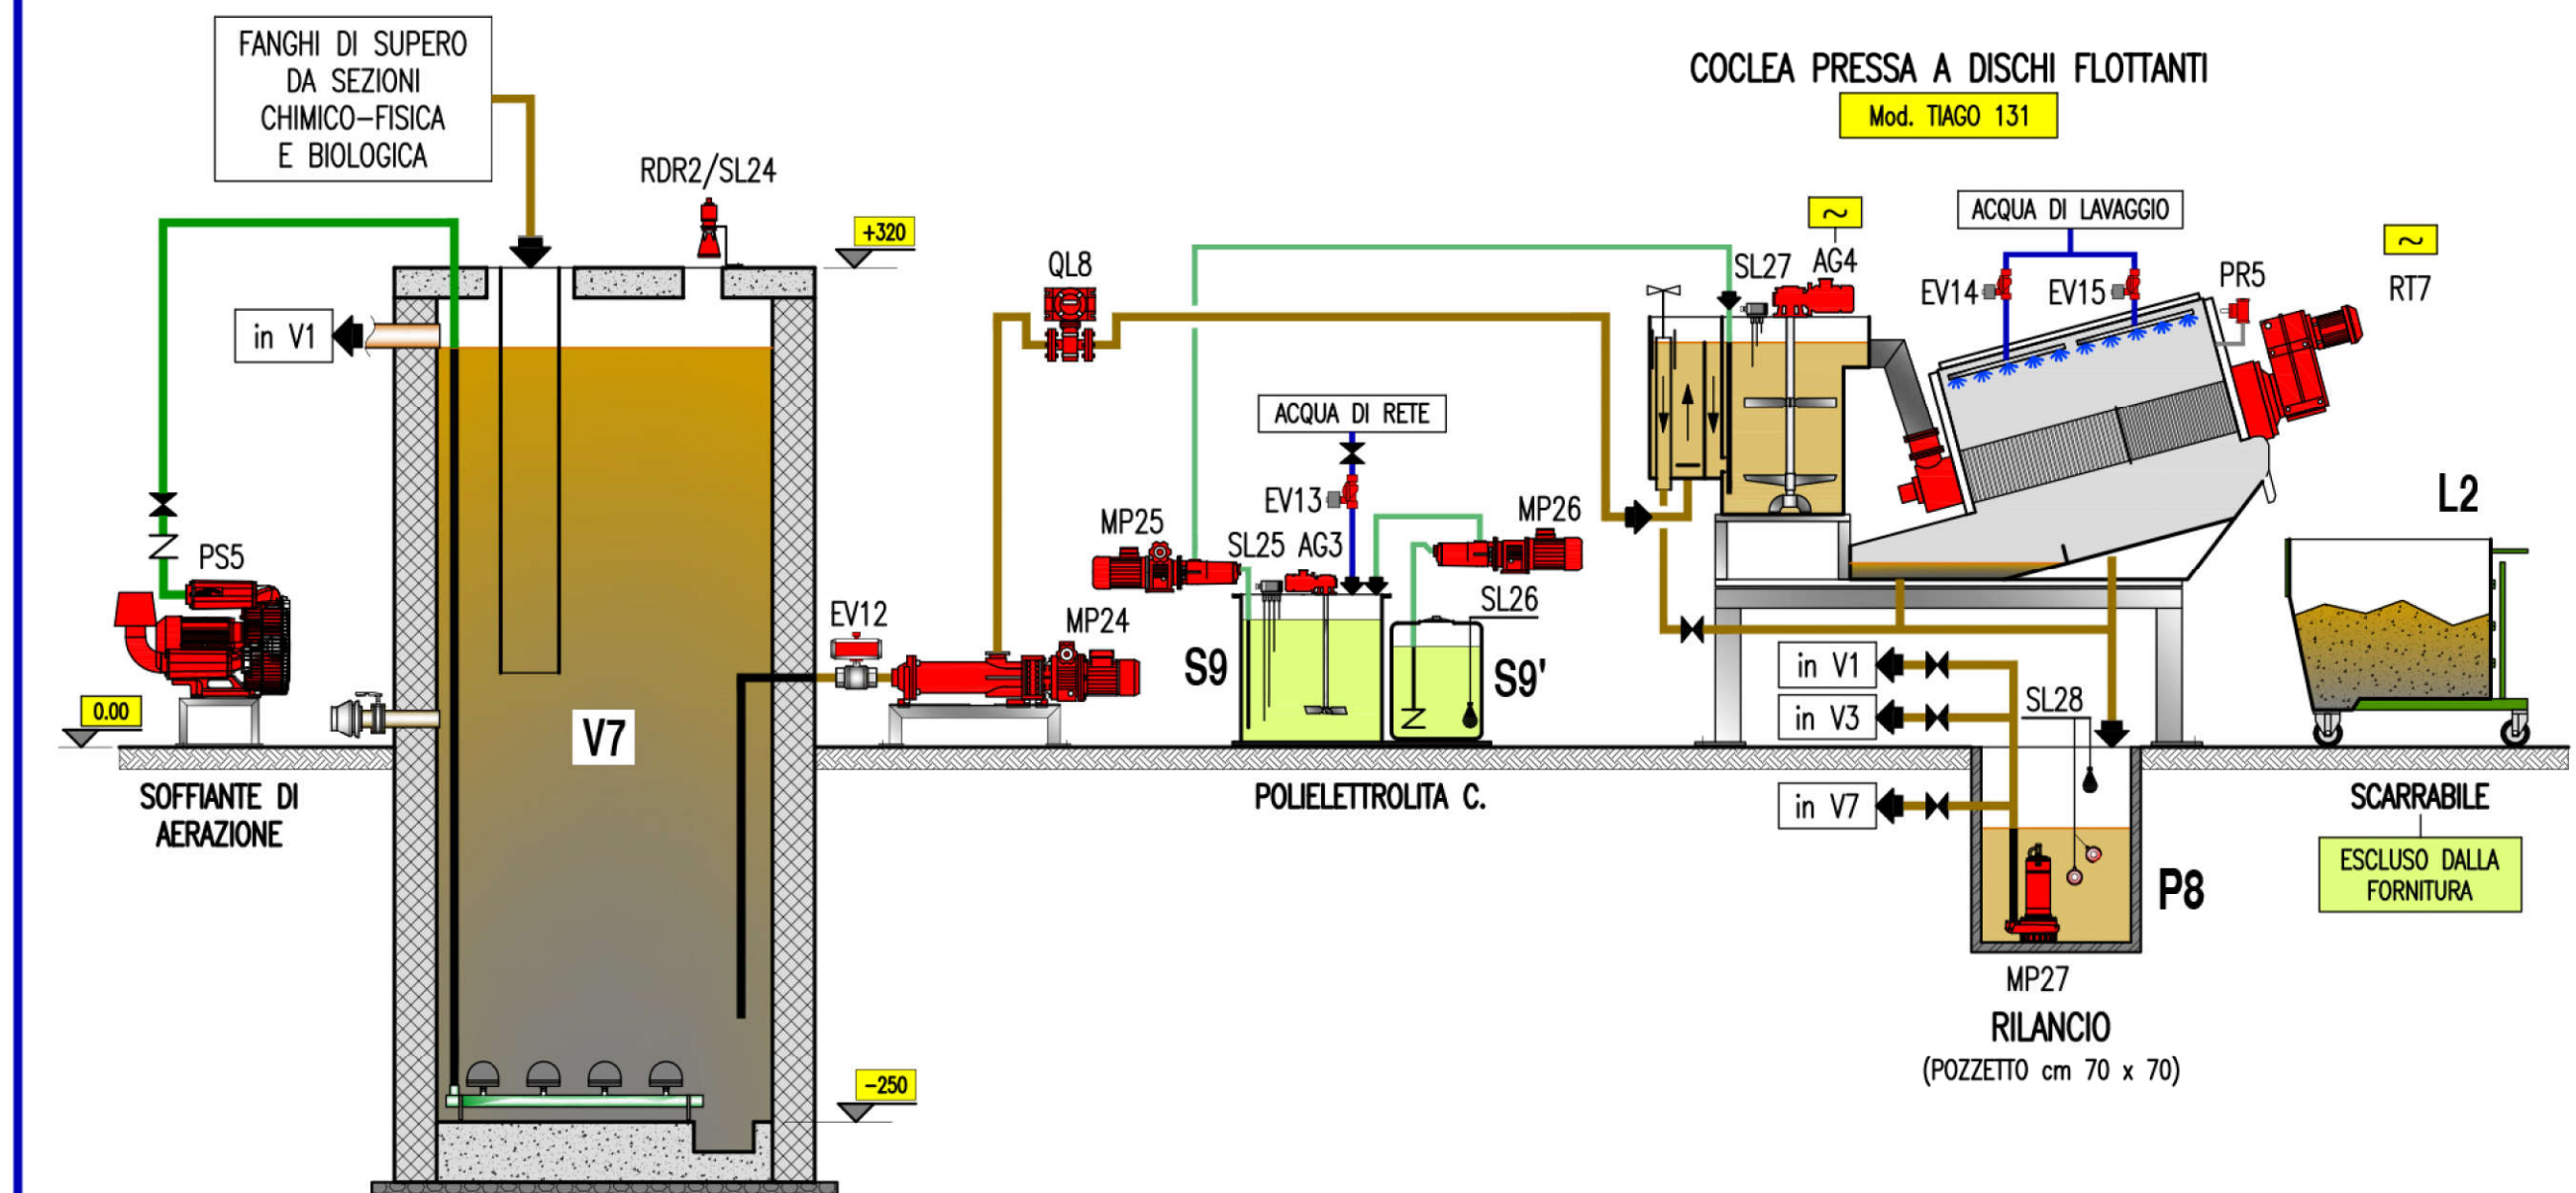 FANGHI DI SUPERO
DA SEZIONI
CHIMICO-FISICA
E BIOLOGICA
COCLEA PRESSA A DISCHI FLOTTANTI
Mod. TIAGO 131
RDR2/SL24
+320
in V1
PS5
0.00
SOFFIANTE DI
AERAZIONE
V7
-250
EV12
MP24
QL8
ACQUA DI RETE
EV13
MP25
SL25
AG3
MP26
SL26
S9
S9'
POLIELETTROLITA C.
~
SL27
AG4
ACQUA DI LAVAGGIO
EV14
EV15
PR5
~
RT7
L2
in V1
in V3
in V7
SL28
P8
MP27
RILANCIO
(POZZETTO cm 70 x 70)
SCARRABILE
ESCLUSO DALLA
FORNITURA